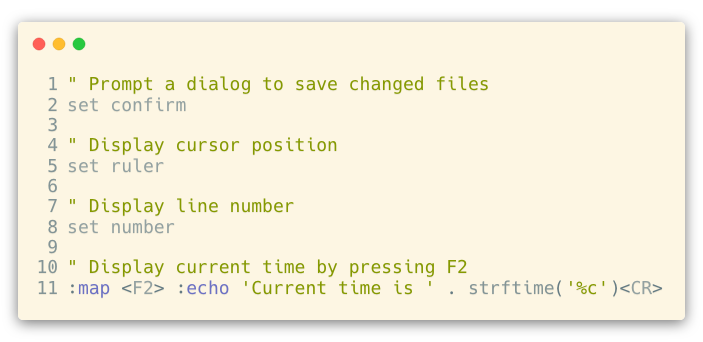 1 " Prompt a dialog to save changed files
2 set confirm
3
4 " Display cursor position
5 set ruler
6
7 " Display line number
8 set number
9
10 " Display current time by pressing F2
11 :map <F2> :echo 'Current time is ' . strftime('%c')<CR>